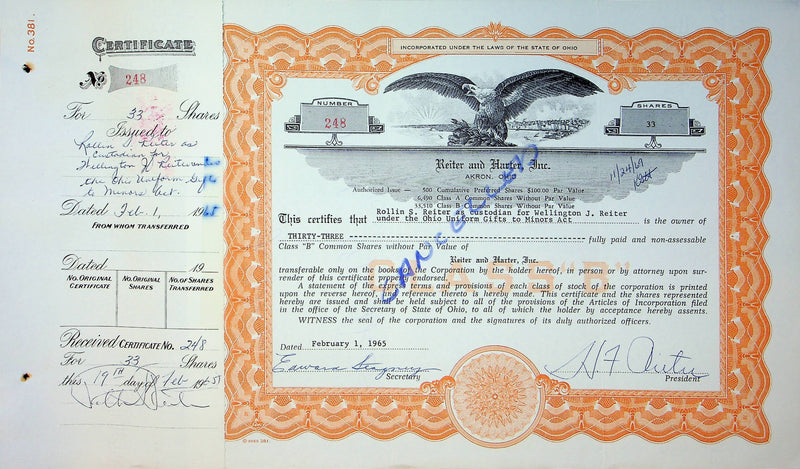 No. 381.
CERTIFICATE
No 248
For 33 Shares
Issued to
Rollin S. Reiter as
Custodian for
Wellington J. Reiter under
the Ohio Uniform Gifts
to Minors Act.
Dated Feb. 1, 1965
FROM WHOM TRANSFERRED
Dated 19
NO. ORIGINAL CERTIFICATE
NO. ORIGINAL SHARES
NO. OF SHARES TRANSFERRED
Received CERTIFICATE NO. 248
For 33 Shares
this 19TH day of Feb 1965
INCORPORATED UNDER THE LAWS OF THE STATE OF OHIO
NUMBER
248
SHARES
33
Reiter and Harter, Inc.
AKRON, OHIO
11/24/69
Authorized Issue — 500 Cumulative Preferred Shares $100.00 Par Value
6,490 Class A Common Shares Without Par Value
33,510 Class B Common Shares Without Par Value
CANCELLED
This certifies that Rollin S. Reiter as Custodian for Wellington J. Reiter
under the Ohio Uniform Gifts to Minors Act is the owner of
THIRTY-THREE fully paid and non-assessable
Class "B" Common Shares without Par Value of
Reiter and Harter, Inc.
CLASS "B"
transferable only on the books of the Corporation by the holder hereof, in person or by attorney upon sur-
render of this certificate properly endorsed.
A statement of the express terms and provisions of each class of stock of the corporation is printed
upon the reverse hereof, and reference thereto is hereby made. This certificate and the shares represented
hereby are issued and shall be held subject to all of the provisions of the Articles of Incorporation filed
in the office of the Secretary of State of Ohio, to all of which the holder by acceptance hereby assents.
WITNESS the seal of the corporation and the signatures of its duly authorized officers.
Dated February 1, 1965
Edward
Secretary
H F Reiter
President
© GOES 381.